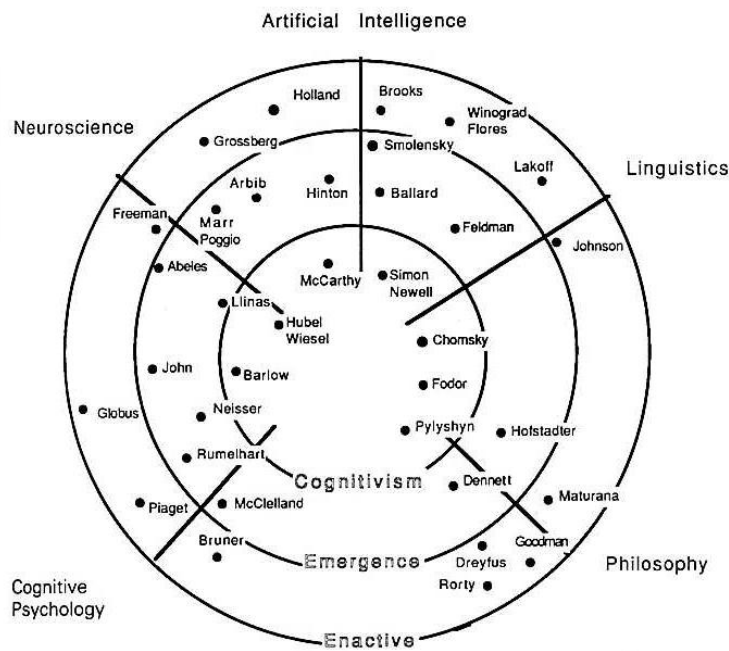 Artificial Intelligence
Holland
Brooks
Winograd
Flores
Neuroscience
Grossberg
Smolensky
Lakoff
Linguistics
Arbib
Hinton
Ballard
Freeman
Marr
Poggio
Feldman
Johnson
Abeles
McCarthy
Simon
Newell
Llinas
Hubel
Wiesel
Chomsky
John
Barlow
Fodor
Globus
Neisser
Pylyshyn
Hofstadter
Rumelhart
Cognitivism
Dennett
Piaget
McClelland
Maturana
Bruner
Goodman
Emergence
Dreyfus
Philosophy
Rorty
Cognitive
Psychology
Enactive